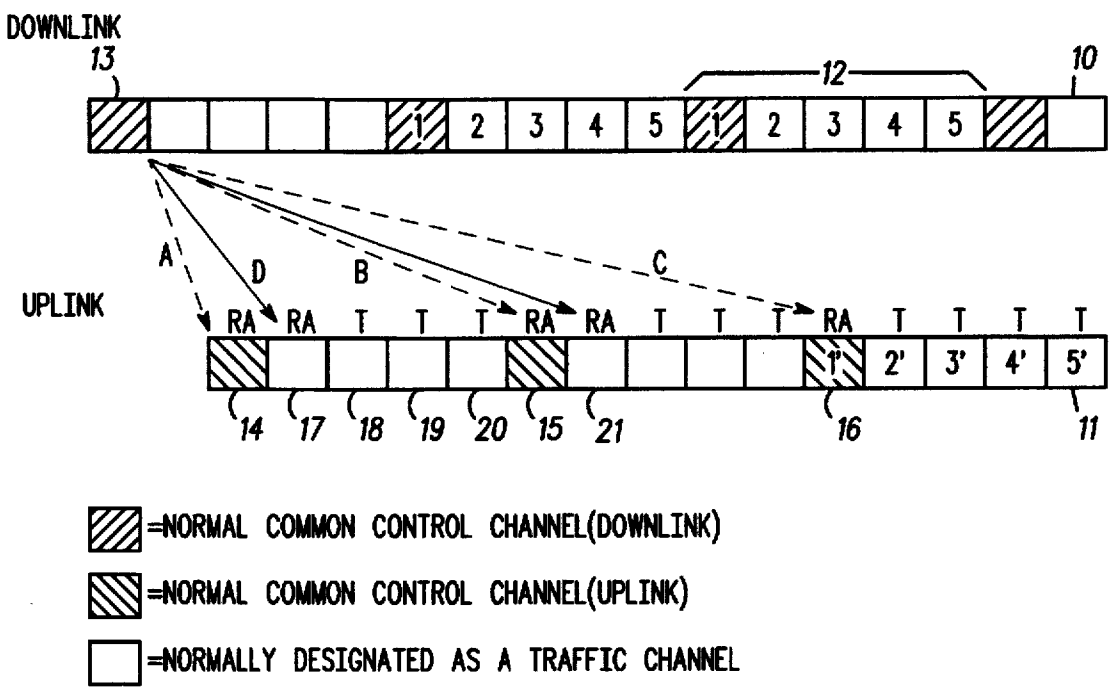 DOWNLINK
13
12
10
1 2 3 4 5 1 2 3 4 5
A
D
B
C
UPLINK
RA RA T T T RA RA T T T RA T T T T
1' 2' 3' 4' 5'
14 17 18 19 20 15 21 16 11
=NORMAL COMMON CONTROL CHANNEL(DOWNLINK)
=NORMAL COMMON CONTROL CHANNEL(UPLINK)
=NORMALLY DESIGNATED AS A TRAFFIC CHANNEL